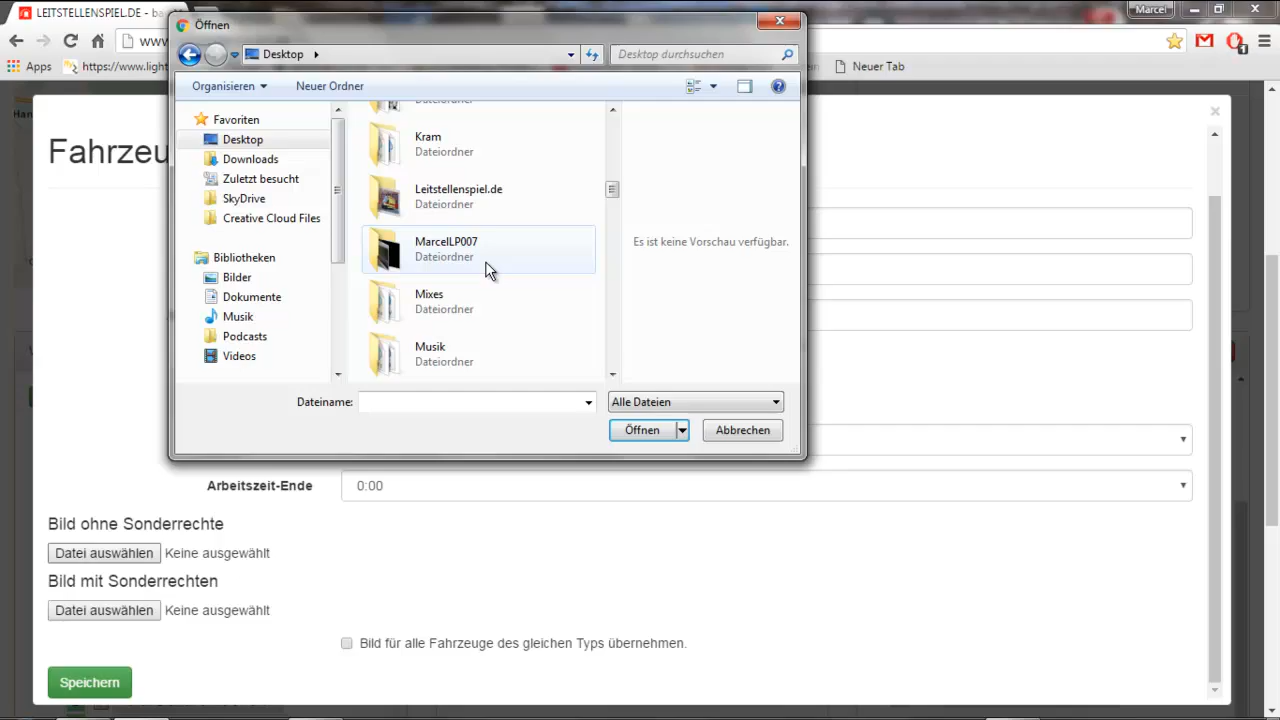 LEITSTELLENSPIEL.DE - ba
Marcel
Öffnen
www
Desktop
Desktop durchsuchen
Apps
https://www.light
Neuer Tab
Organisieren
Neuer Ordner
Favoriten
Desktop
Downloads
Zuletzt besucht
SkyDrive
Creative Cloud Files
Bibliotheken
Bilder
Dokumente
Musik
Podcasts
Videos
Dateiordner
Kram
Dateiordner
Leitstellenspiel.de
Dateiordner
MarcelLP007
Dateiordner
Mixes
Dateiordner
Musik
Dateiordner
Es ist keine Vorschau verfügbar.
Dateiname:
Alle Dateien
Öffnen
Abbrechen
Han
Fahrzeu
Arbeitszeit-Ende
0:00
Bild ohne Sonderrechte
Datei auswählen Keine ausgewählt
Bild mit Sonderrechten
Datei auswählen Keine ausgewählt
Bild für alle Fahrzeuge des gleichen Typs übernehmen.
Speichern